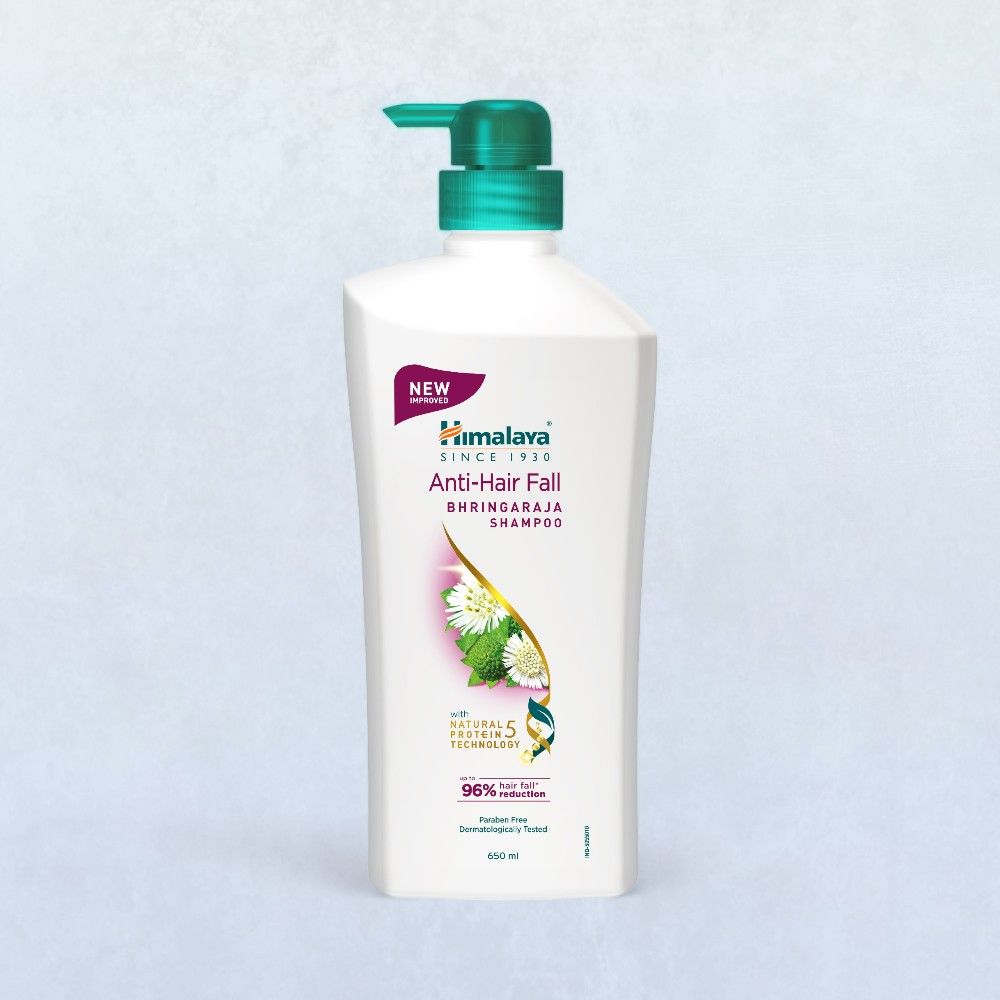 NEW
IMPROVED
Himalaya®
SINCE 1930
Anti-Hair Fall
BHRINGARAJA
SHAMPOO
with
NATURAL
PROTEIN 5
TECHNOLOGY
up to
96% hair fall*
reduction
Paraben Free
Dermatologically Tested
650 ml